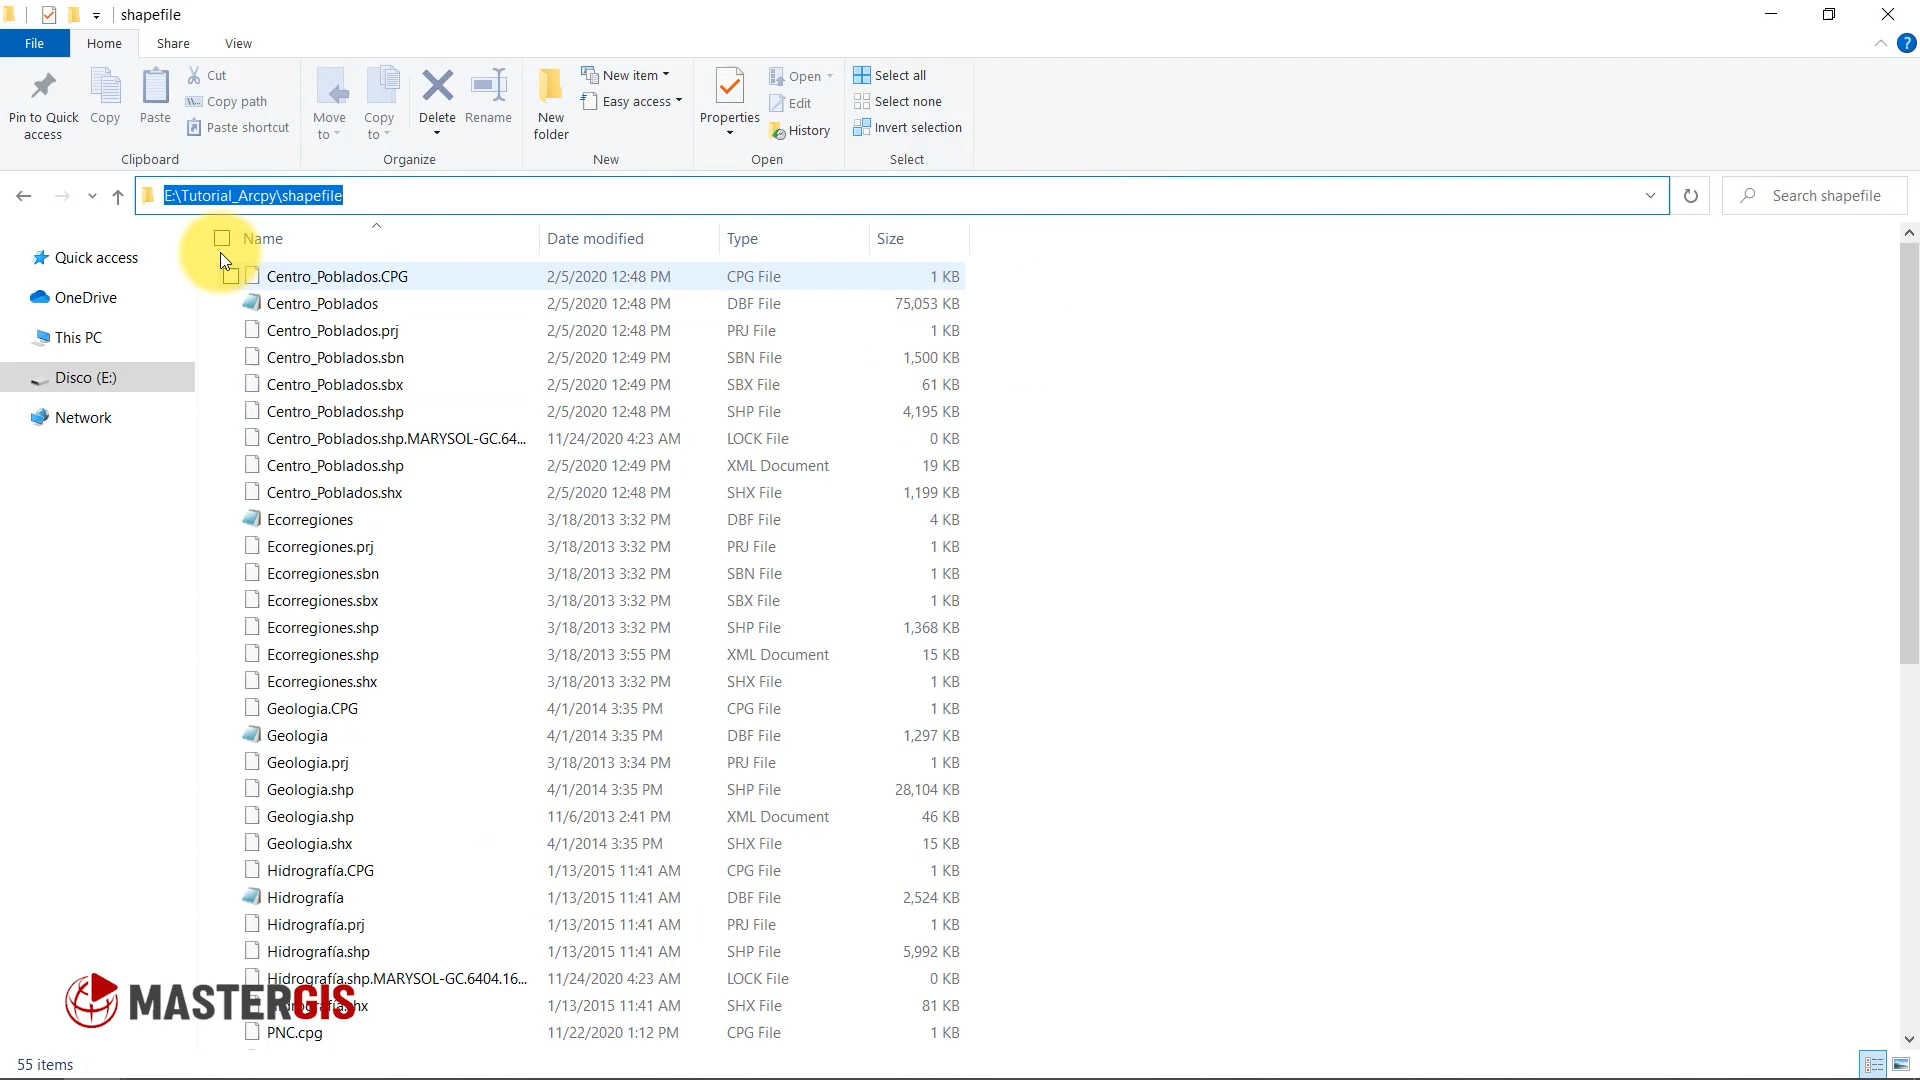 shapefile
File Home Share View
Pin to Quick access
Copy
Paste
Cut
Copy path
Paste shortcut
Clipboard
Move to
Copy to
Delete
Rename
Organize
New folder
New item
Easy access
New
Properties
Open
Edit
History
Open
Select all
Select none
Invert selection
Select
E:\Tutorial_Arcpy\shapefile
Search shapefile
Quick access
OneDrive
This PC
Disco (E:)
Network
Name Date modified Type Size
Centro_Poblados.CPG 2/5/2020 12:48 PM CPG File 1 KB
Centro_Poblados 2/5/2020 12:48 PM DBF File 75,053 KB
Centro_Poblados.prj 2/5/2020 12:48 PM PRJ File 1 KB
Centro_Poblados.sbn 2/5/2020 12:49 PM SBN File 1,500 KB
Centro_Poblados.sbx 2/5/2020 12:49 PM SBX File 61 KB
Centro_Poblados.shp 2/5/2020 12:48 PM SHP File 4,195 KB
Centro_Poblados.shp.MARYSOL-GC.64... 11/24/2020 4:23 AM LOCK File 0 KB
Centro_Poblados.shp 2/5/2020 12:49 PM XML Document 19 KB
Centro_Poblados.shx 2/5/2020 12:48 PM SHX File 1,199 KB
Ecorregiones 3/18/2013 3:32 PM DBF File 4 KB
Ecorregiones.prj 3/18/2013 3:32 PM PRJ File 1 KB
Ecorregiones.sbn 3/18/2013 3:32 PM SBN File 1 KB
Ecorregiones.sbx 3/18/2013 3:32 PM SBX File 1 KB
Ecorregiones.shp 3/18/2013 3:32 PM SHP File 1,368 KB
Ecorregiones.shp 3/18/2013 3:55 PM XML Document 15 KB
Ecorregiones.shx 3/18/2013 3:32 PM SHX File 1 KB
Geologia.CPG 4/1/2014 3:35 PM CPG File 1 KB
Geologia 4/1/2014 3:35 PM DBF File 1,297 KB
Geologia.prj 3/18/2013 3:34 PM PRJ File 1 KB
Geologia.shp 4/1/2014 3:35 PM SHP File 28,104 KB
Geologia.shp 11/6/2013 2:41 PM XML Document 46 KB
Geologia.shx 4/1/2014 3:35 PM SHX File 15 KB
Hidrografía.CPG 1/13/2015 11:41 AM CPG File 1 KB
Hidrografía 1/13/2015 11:41 AM DBF File 2,524 KB
Hidrografía.prj 1/13/2015 11:41 AM PRJ File 1 KB
Hidrografía.shp 1/13/2015 11:41 AM SHP File 5,992 KB
Hidrografía.shp.MARYSOL-GC.6404.16... 11/24/2020 4:23 AM LOCK File 0 KB
MASTERGIS
1/13/2015 11:41 AM SHX File 81 KB
PNC.cpg 11/22/2020 1:12 PM CPG File 1 KB
55 items